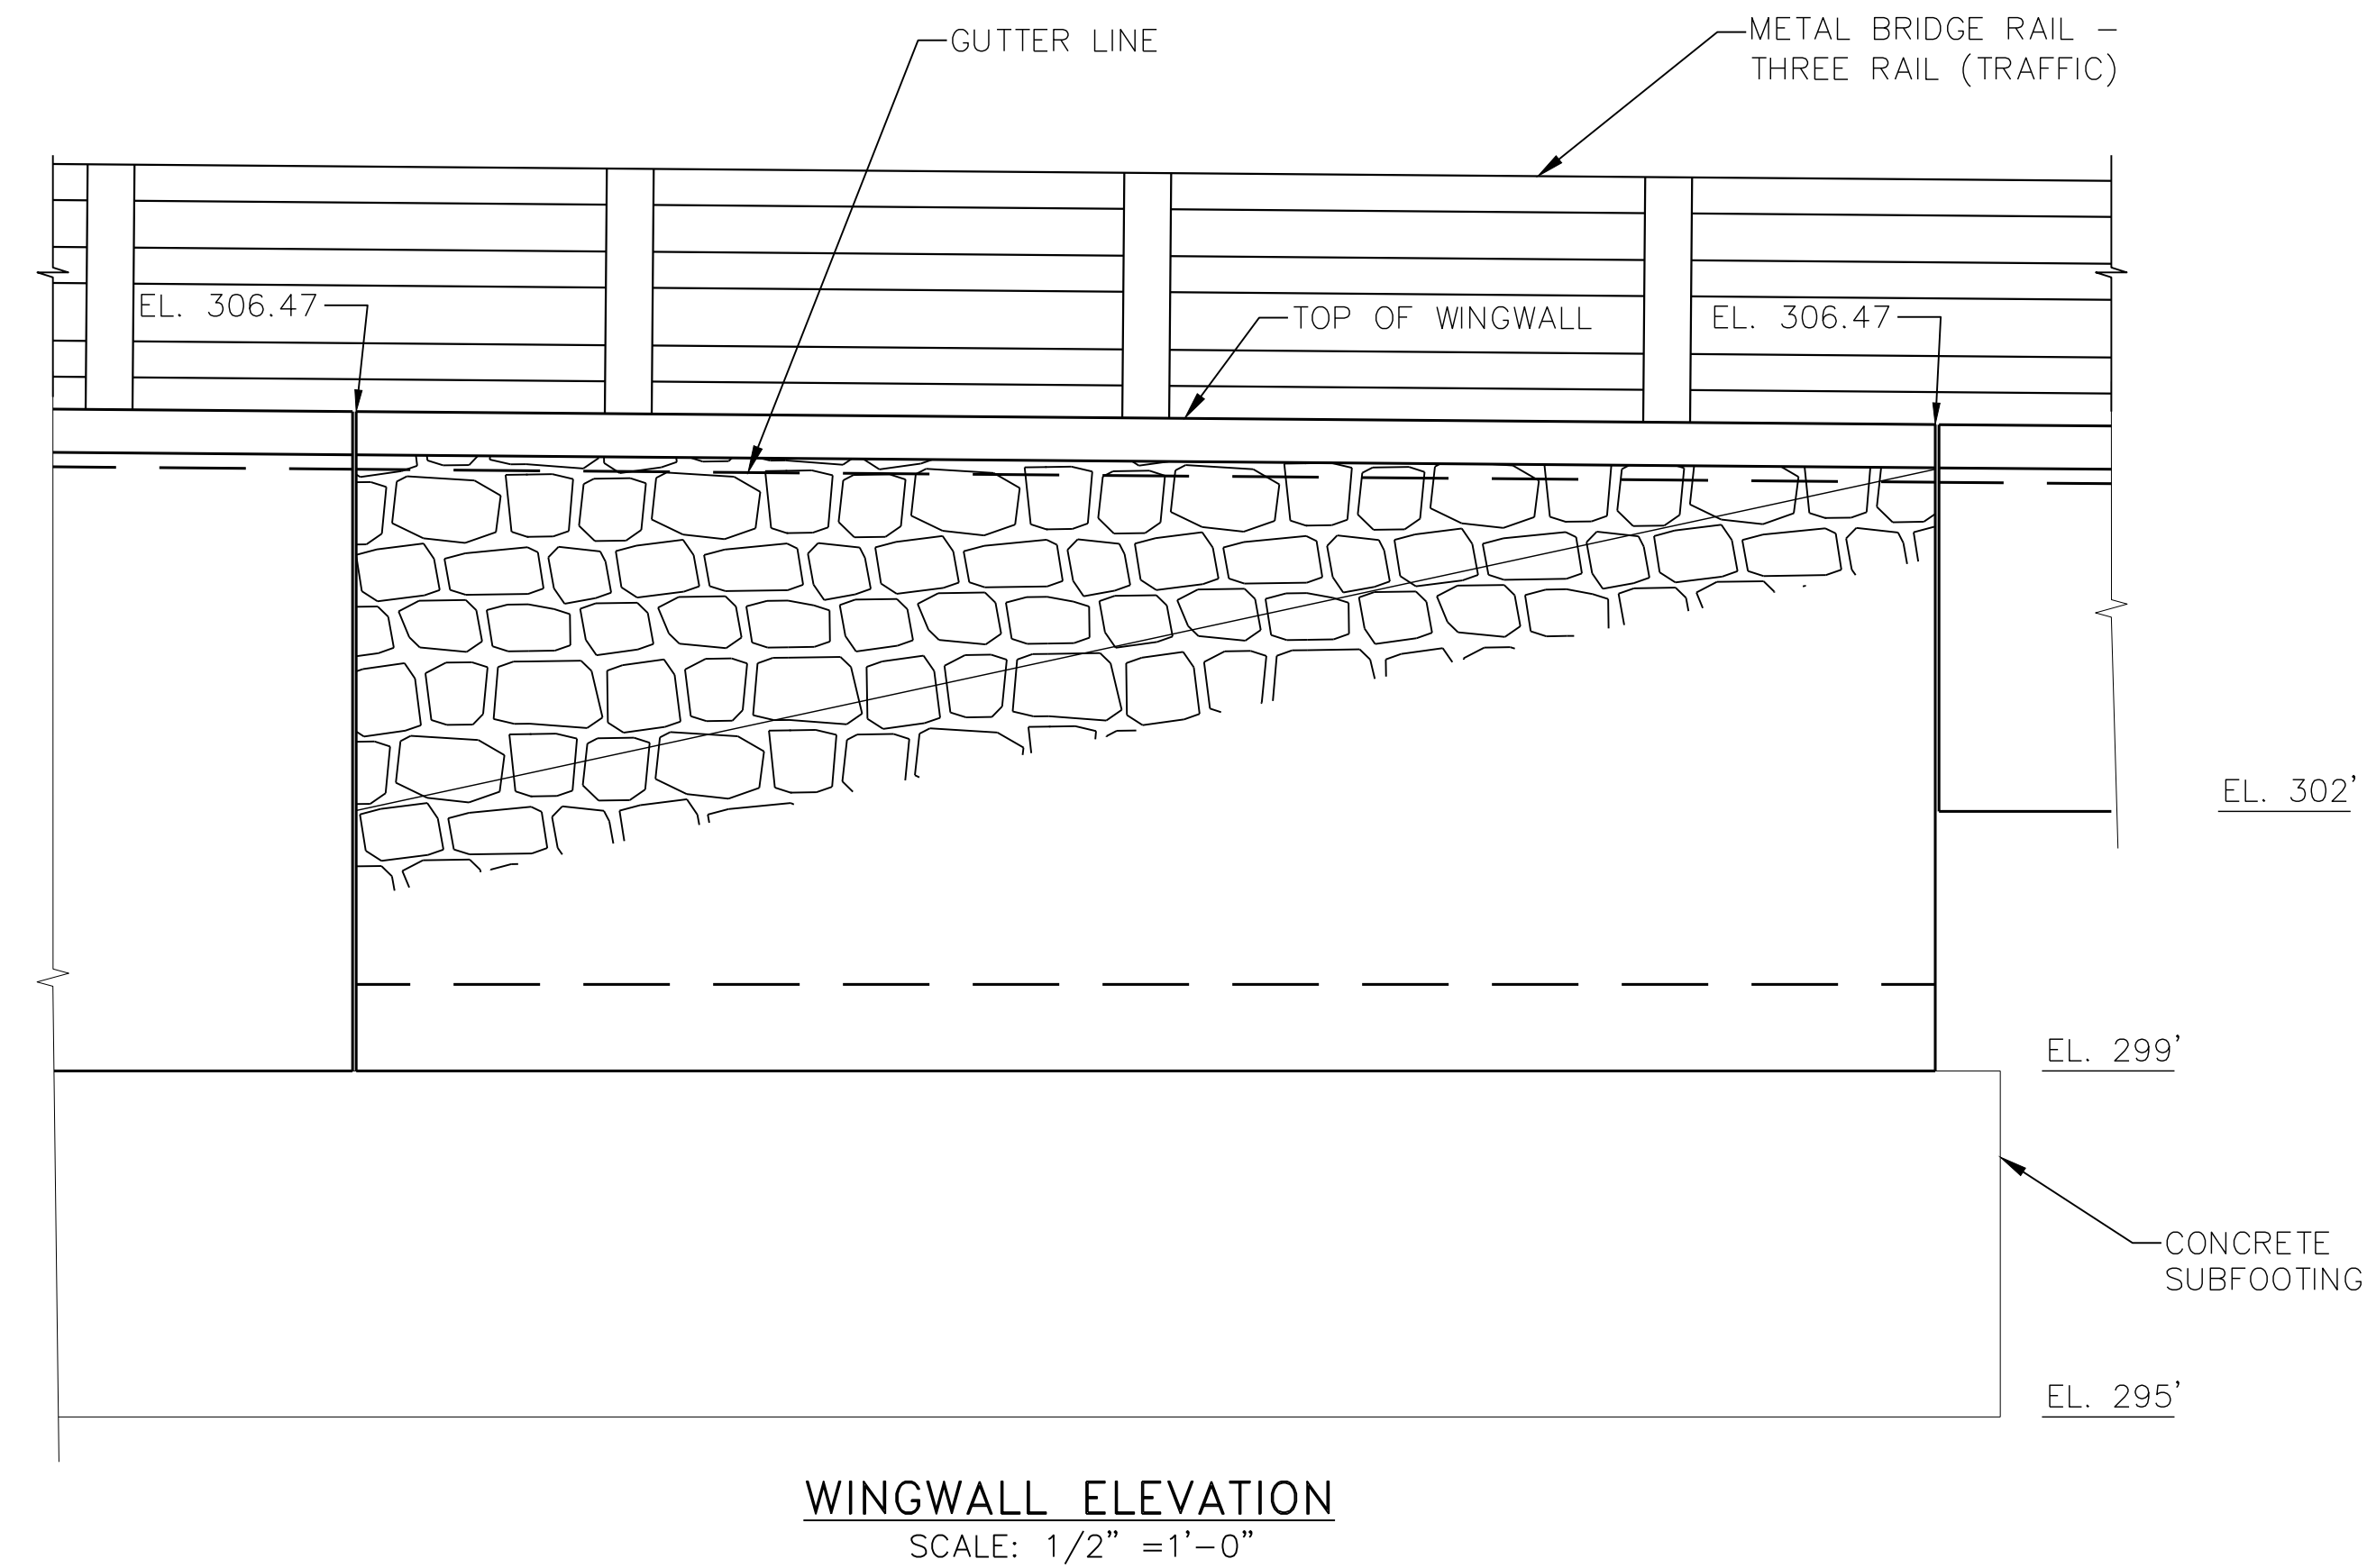 GUTTER LINE
METAL BRIDGE RAIL –
THREE RAIL (TRAFFIC)
EL. 306.47
TOP OF WINGWALL
EL. 306.47
EL. 302'
EL. 299'
CONCRETE
SUBFOOTING
EL. 295'
WINGWALL ELEVATION
SCALE: 1/2" =1'-0"